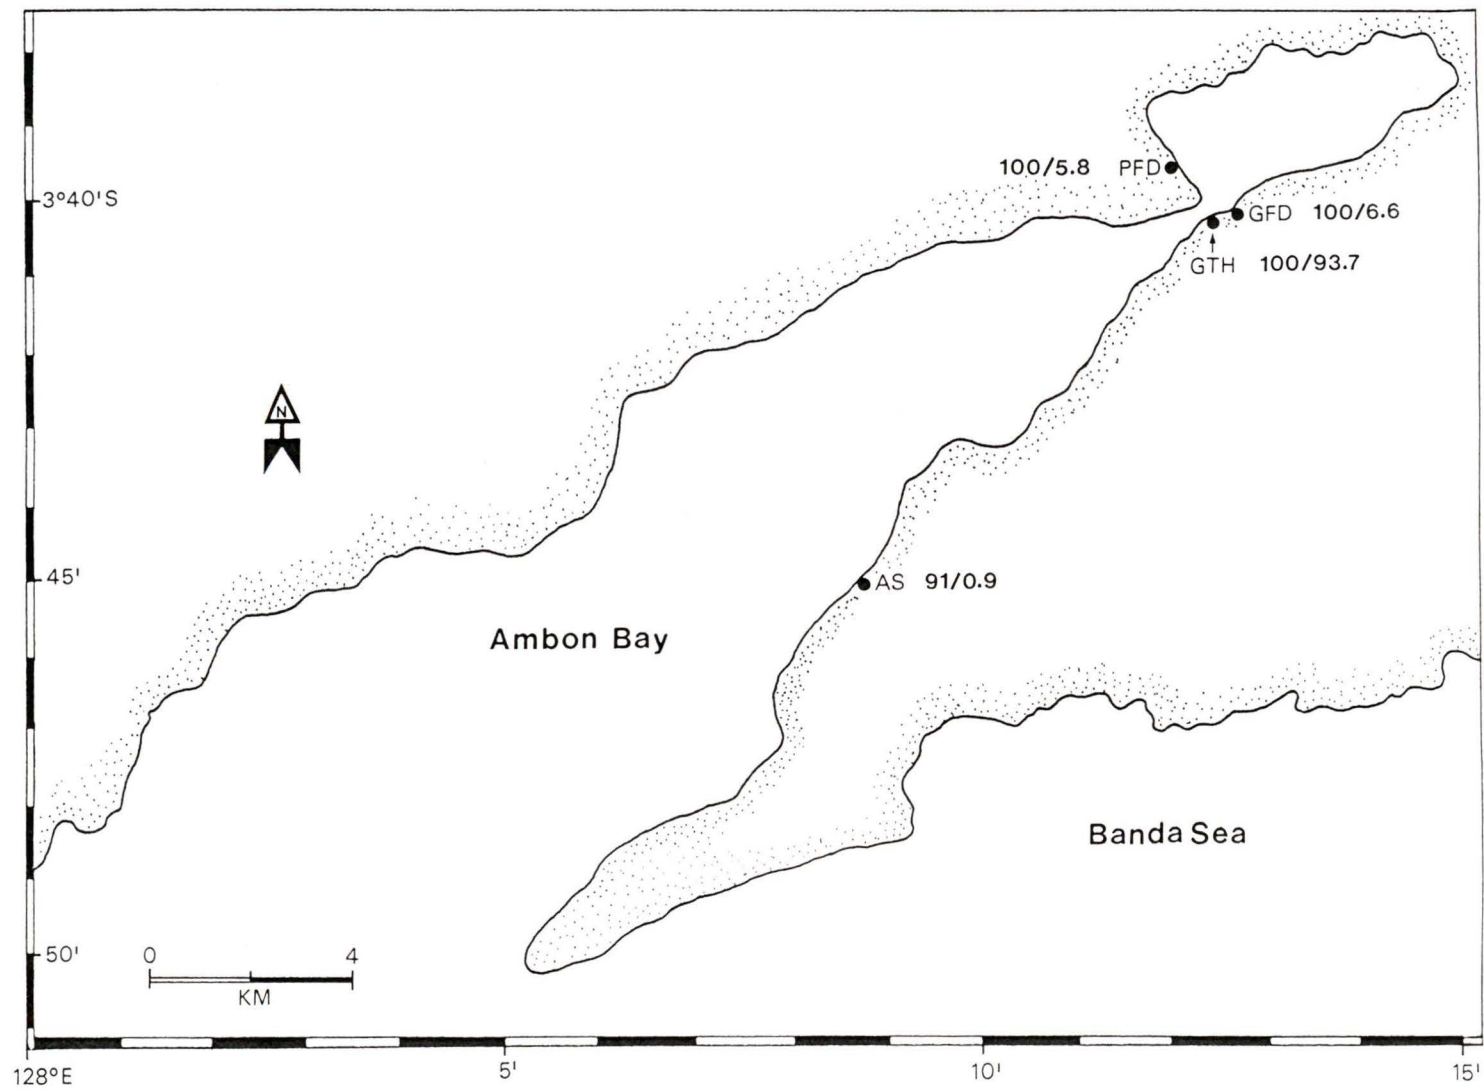 100/5.8 PFD
3°40'S
GFD 100/6.6
GTH 100/93.7
N
45'
AS 91/0.9
Ambon Bay
Banda Sea
50'
0 4
KM
128°E 5' 10' 15'